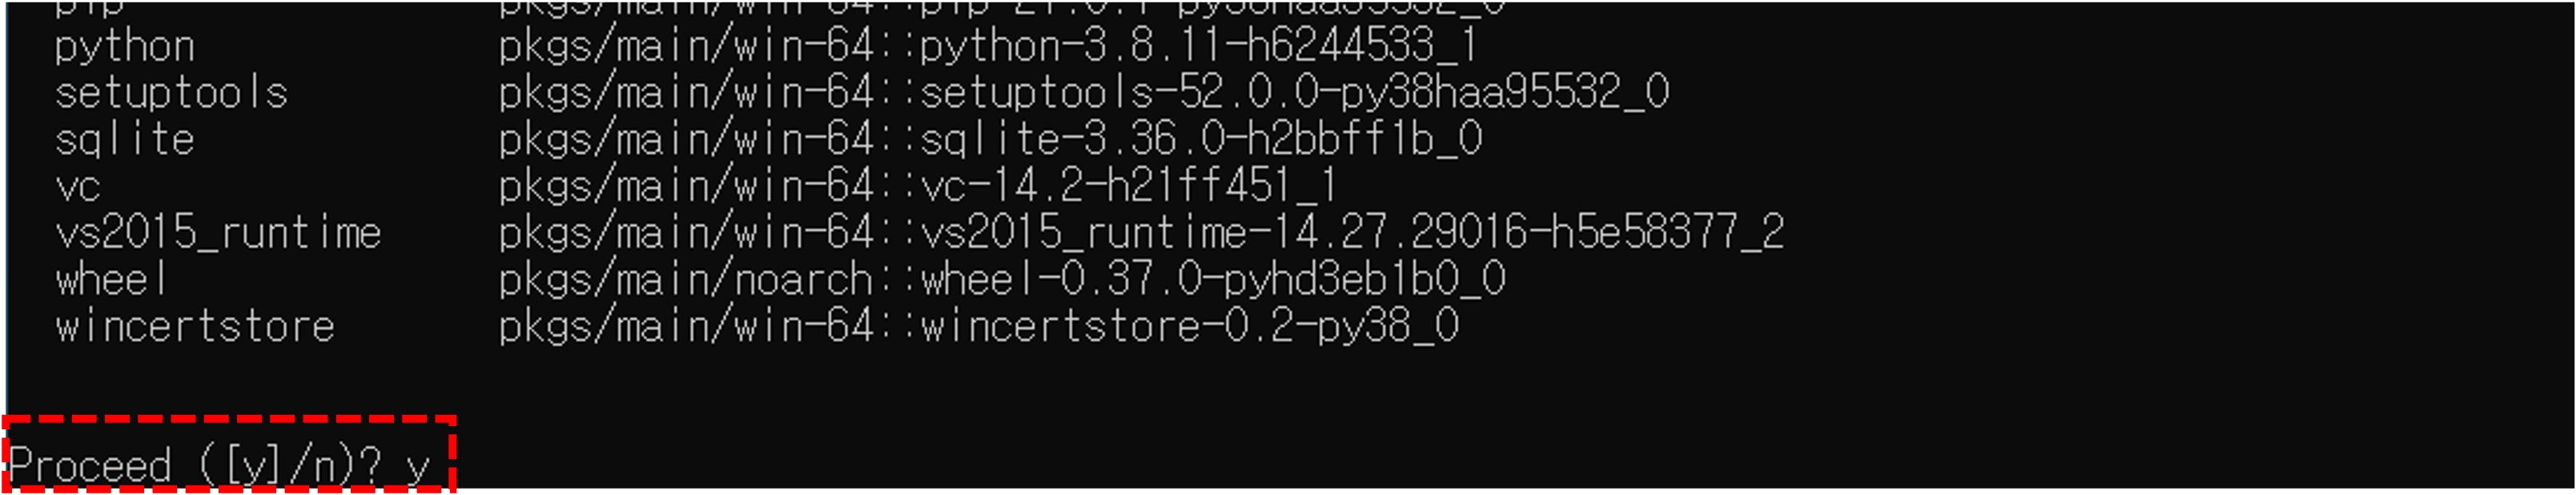 python pkgs/main/win-64::python-3.8.11-h6244533_1
setuptools pkgs/main/win-64::setuptools-52.0.0-py38haa95532_0
sqlite pkgs/main/win-64::sqlite-3.36.0-h2bbff1b_0
vc pkgs/main/win-64::vc-14.2-h21ff451_1
vs2015_runtime pkgs/main/win-64::vs2015_runtime-14.27.29016-h5e58377_2
wheel pkgs/main/noarch::wheel-0.37.0-pyhd3eb1b0_0
wincertstore pkgs/main/win-64::wincertstore-0.2-py38_0
Proceed ([y]/n)? y